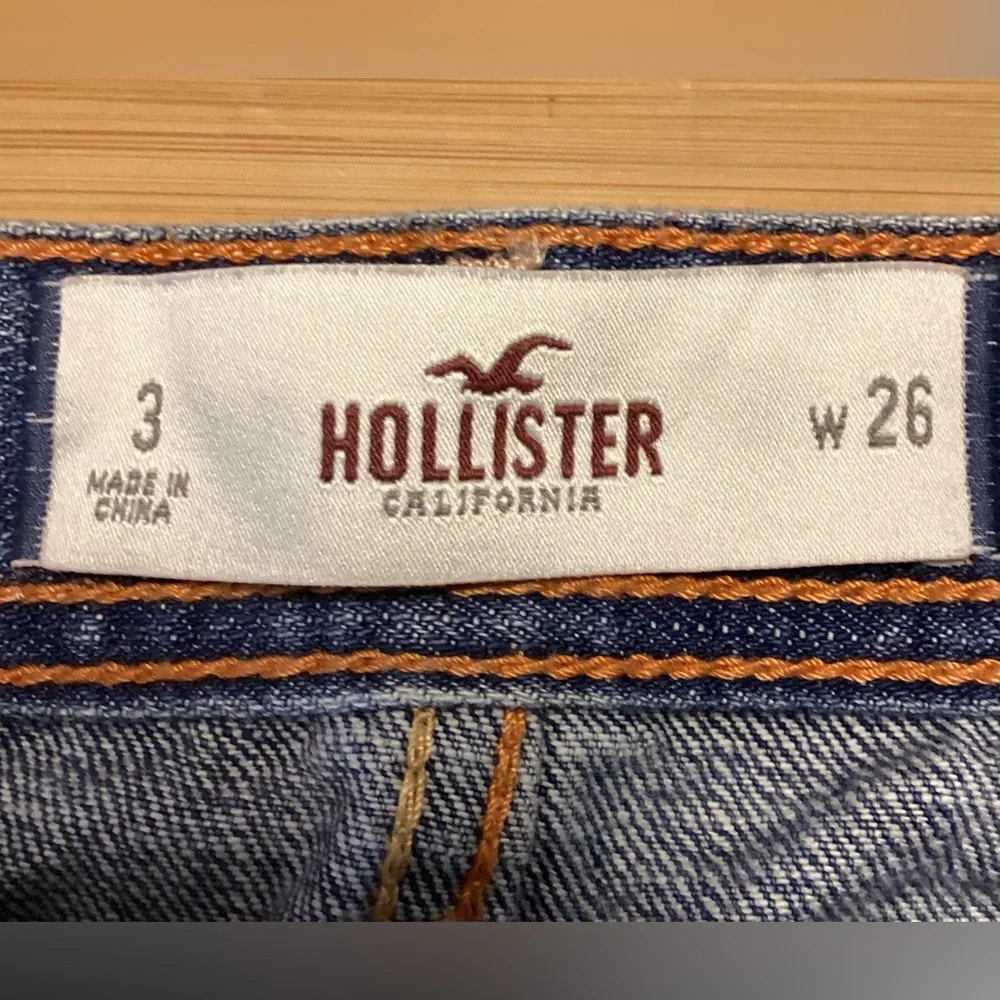 3
MADE IN
CHINA
HOLLISTER
CALIFORNIA
W 26